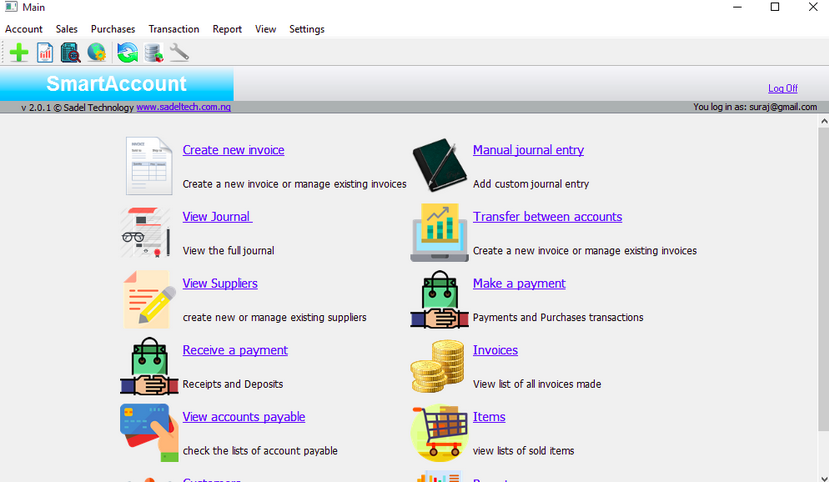 Main
Account Sales Purchases Transaction Report View Settings
SmartAccount
Log Off
v 2.0.1 © Sadel Technology www.sadeltech.com.ng
You log in as: suraj@gmail.com
INVOICE
Create new invoice
Create a new invoice or manage existing invoices
Manual journal entry
Add custom journal entry
View Journal
View the full journal
Transfer between accounts
Create a new invoice or manage existing invoices
View Suppliers
create new or manage existing suppliers
Make a payment
Payments and Purchases transactions
Receive a payment
Receipts and Deposits
Invoices
View list of all invoices made
View accounts payable
check the lists of account payable
Items
view lists of sold items
Customers